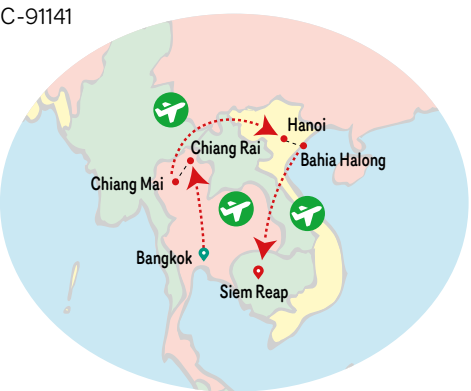 C-91141
Hanoi
Chiang Rai
Bahia Halong
Chiang Mai
Bangkok
Siem Reap